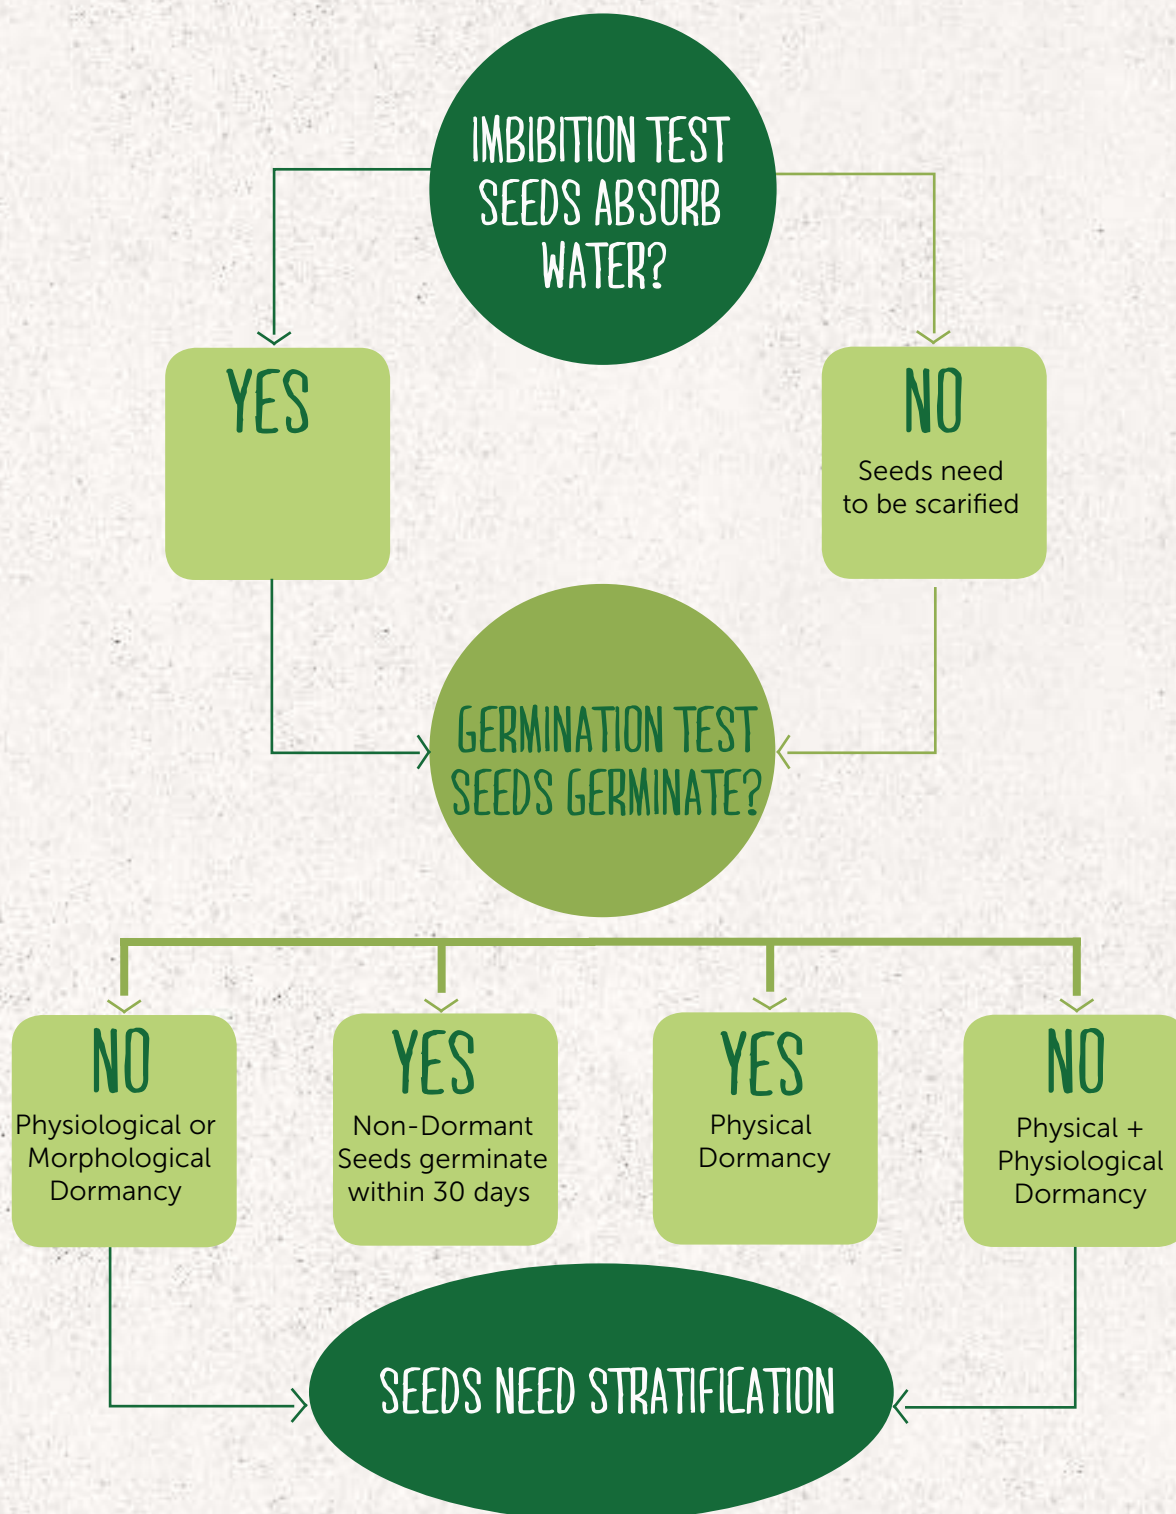 IMBIBITION TEST
SEEDS ABSORB
WATER?
YES
NO
Seeds need
to be scarified
GERMINATION TEST
SEEDS GERMINATE?
NO
Physiological or
Morphological
Dormancy
YES
Non-Dormant
Seeds germinate
within 30 days
YES
Physical
Dormancy
NO
Physical +
Physiological
Dormancy
SEEDS NEED STRATIFICATION